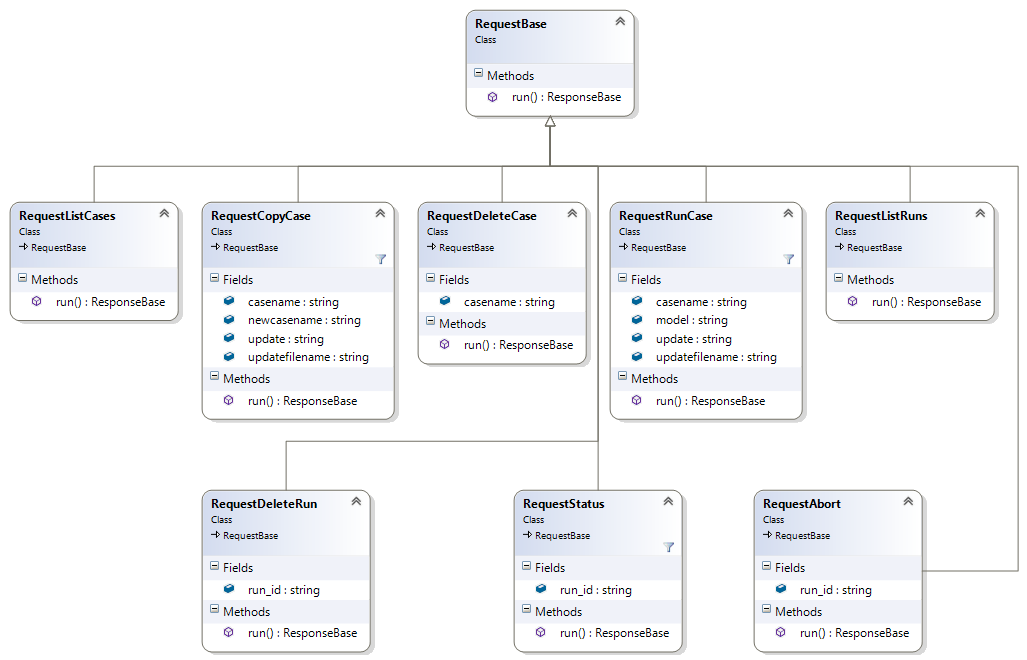 RequestBase
Class
Methods
run() : ResponseBase
RequestListCases
Class
RequestBase
Methods
run() : ResponseBase
RequestCopyCase
Class
RequestBase
Fields
casename : string
newcasename : string
update : string
updatefilename : string
Methods
run() : ResponseBase
RequestDeleteCase
Class
RequestBase
Fields
casename : string
Methods
run() : ResponseBase
RequestRunCase
Class
RequestBase
Fields
casename : string
model : string
update : string
updatefilename : string
Methods
run() : ResponseBase
RequestListRuns
Class
RequestBase
Methods
run() : ResponseBase
RequestDeleteRun
Class
RequestBase
Fields
run_id : string
Methods
run() : ResponseBase
RequestStatus
Class
RequestBase
Fields
run_id : string
Methods
run() : ResponseBase
RequestAbort
Class
RequestBase
Fields
run_id : string
Methods
run() : ResponseBase